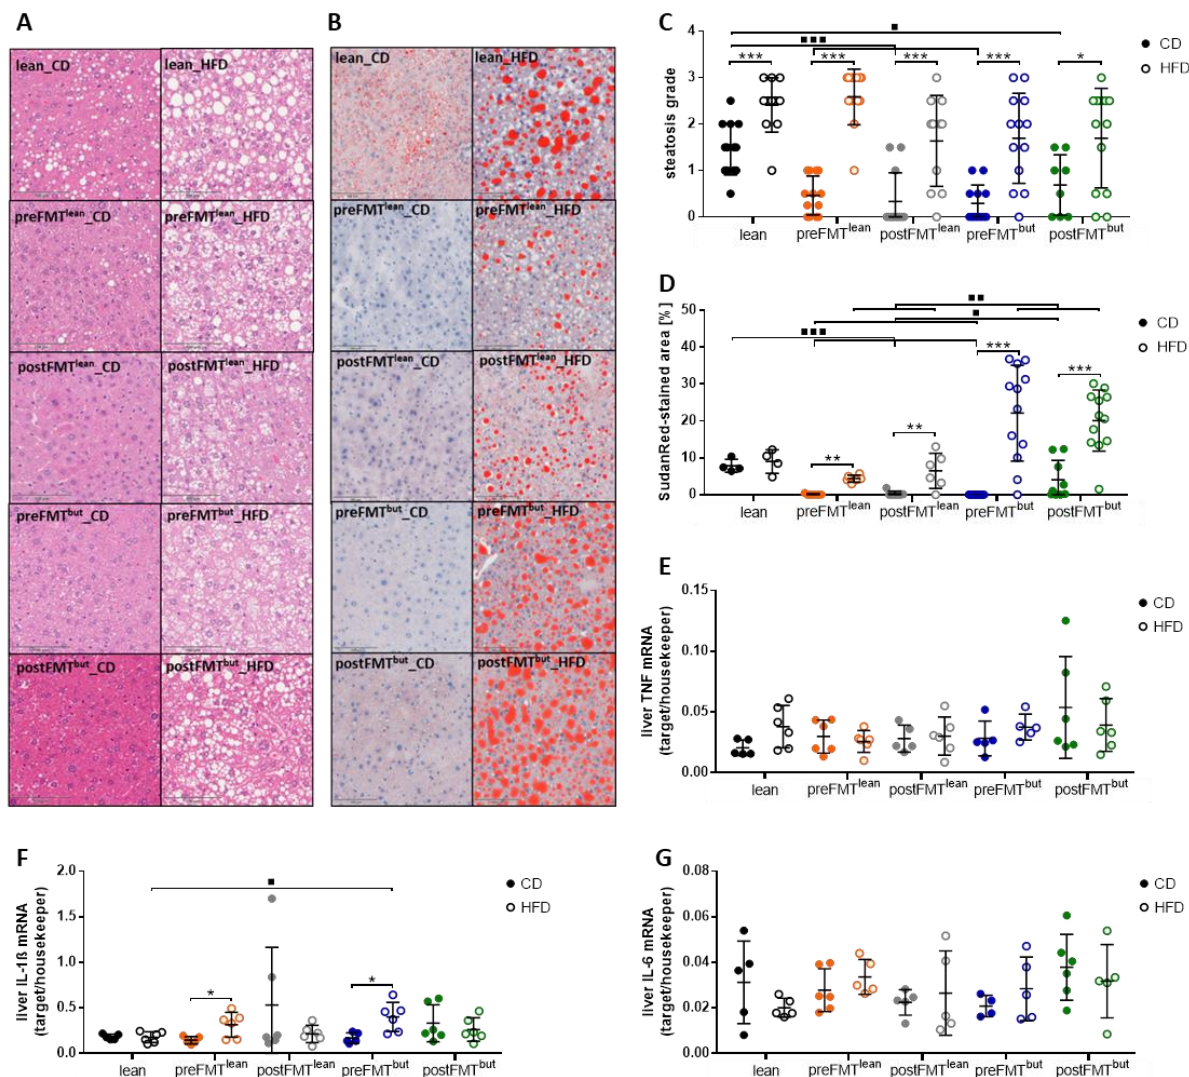 A
B
C
lean_CD
lean_HFD
preFMTlean_CD
preFMTlean_HFD
postFMTlean_CD
postFMTlean_HFD
preFMTbut_CD
preFMTbut_HFD
postFMTbut_CD
postFMTbut_HFD
lean_CD
lean_HFD
preFMTlean_CD
preFMTlean_HFD
postFMTlean_CD
postFMTlean_HFD
preFMTbut_CD
preFMTbut_HFD
postFMTbut_CD
postFMTbut_HFD
steatosis grade
4
3
2
1
0
■
■■■
*** *** *** *** *
CD
HFD
lean preFMTlean postFMTlean preFMTbut postFMTbut
D
SudanRed-stained area [%]
50
40
30
20
10
0
■■
■
■■■
** ** *** ***
CD
HFD
lean preFMTlean postFMTlean preFMTbut postFMTbut
E
liver TNF mRNA
(target/housekeeper)
0.15
0.10
0.05
0.00
CD
HFD
lean preFMTlean postFMTlean preFMTbut postFMTbut
F
liver IL-1ß mRNA
(target/housekeeper)
2.0
1.5
1.0
0.5
0.0
■
* *
CD
HFD
lean preFMTlean postFMTlean preFMTbut postFMTbut
G
liver IL-6 mRNA
(target/housekeeper)
0.08
0.06
0.04
0.02
0.00
CD
HFD
lean preFMTlean postFMTlean preFMTbut postFMTbut